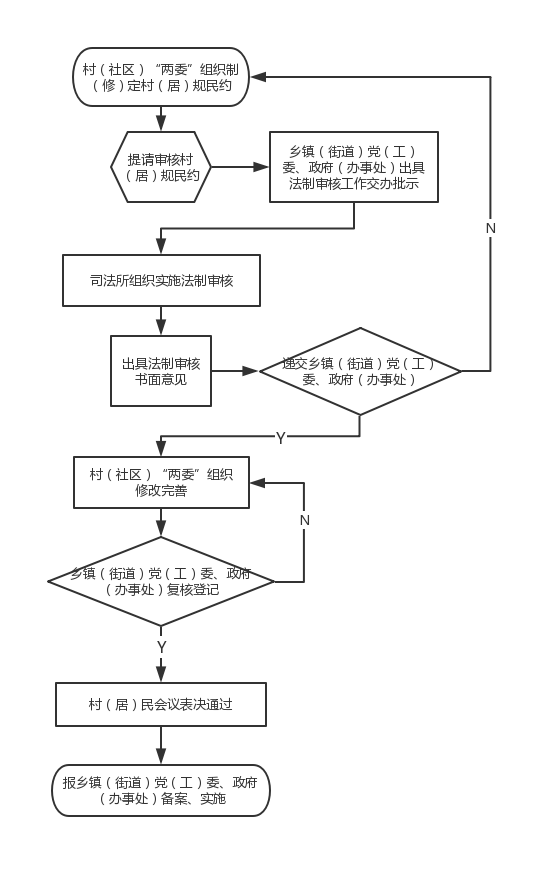 村（社区）“两委”组织制
（修）定村（居）规民约
提请审核村
（居）规民约
乡镇（街道）党（工）
委、政府（办事处）出具
法制审核工作交办批示
N
司法所组织实施法制审核
出具法制审核
书面意见
递交乡镇（街道）党（工）
委、政府（办事处）
Y
村（社区）“两委”组织
修改完善
N
乡镇（街道）党（工）委、政府
（办事处）复核登记
Y
村（居）民会议表决通过
报乡镇（街道）党（工）委、政府
（办事处）备案、实施